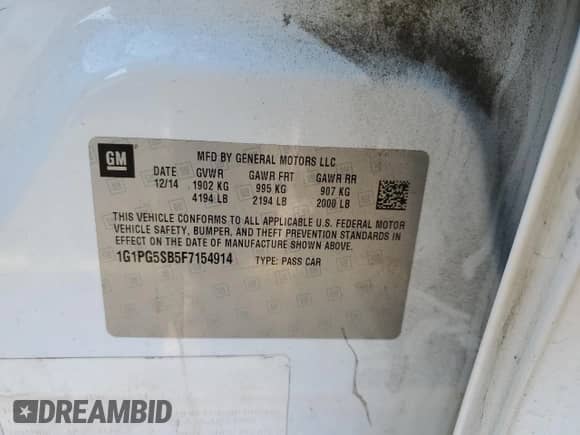 GM
MFD BY GENERAL MOTORS LLC
DATE GVWR GAWR FRT GAWR RR
12/14 1902 KG 995 KG 907 KG
4194 LB 2194 LB 2000 LB
THIS VEHICLE CONFORMS TO ALL APPLICABLE U.S. FEDERAL MOTOR
VEHICLE SAFETY, BUMPER, AND THEFT PREVENTION STANDARDS IN
EFFECT ON THE DATE OF MANUFACTURE SHOWN ABOVE.
1G1PG5SB5F7154914 TYPE: PASS CAR
DREAMBID